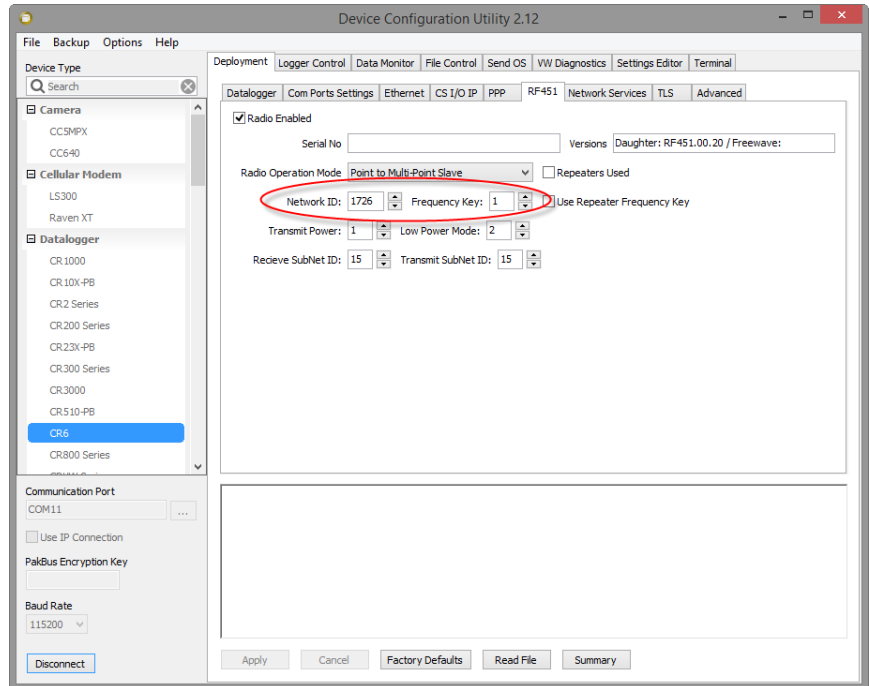 Device Configuration Utility 2.12
File Backup Options Help
Device Type
Search
Camera
CC5MPX
CC640
Cellular Modem
LS300
Raven XT
Datalogger
CR1000
CR10X-PB
CR2 Series
CR200 Series
CR23X-PB
CR300 Series
CR3000
CR510-PB
CR6
CR800 Series
Communication Port
COM11
...
Use IP Connection
PakBus Encryption Key
Baud Rate
115200
Disconnect
Deployment Logger Control Data Monitor File Control Send OS VW Diagnostics Settings Editor Terminal
Datalogger Com Ports Settings Ethernet CS I/O IP PPP RF451 Network Services TLS Advanced
Radio Enabled
Serial No Versions Daughter: RF451.00.20 / Freewave:
Radio Operation Mode Point to Multi-Point Slave Repeaters Used
Network ID: 1726 Frequency Key: 1 Use Repeater Frequency Key
Transmit Power: 1 Low Power Mode: 2
Recieve SubNet ID: 15 Transmit SubNet ID: 15
Apply Cancel Factory Defaults Read File Summary